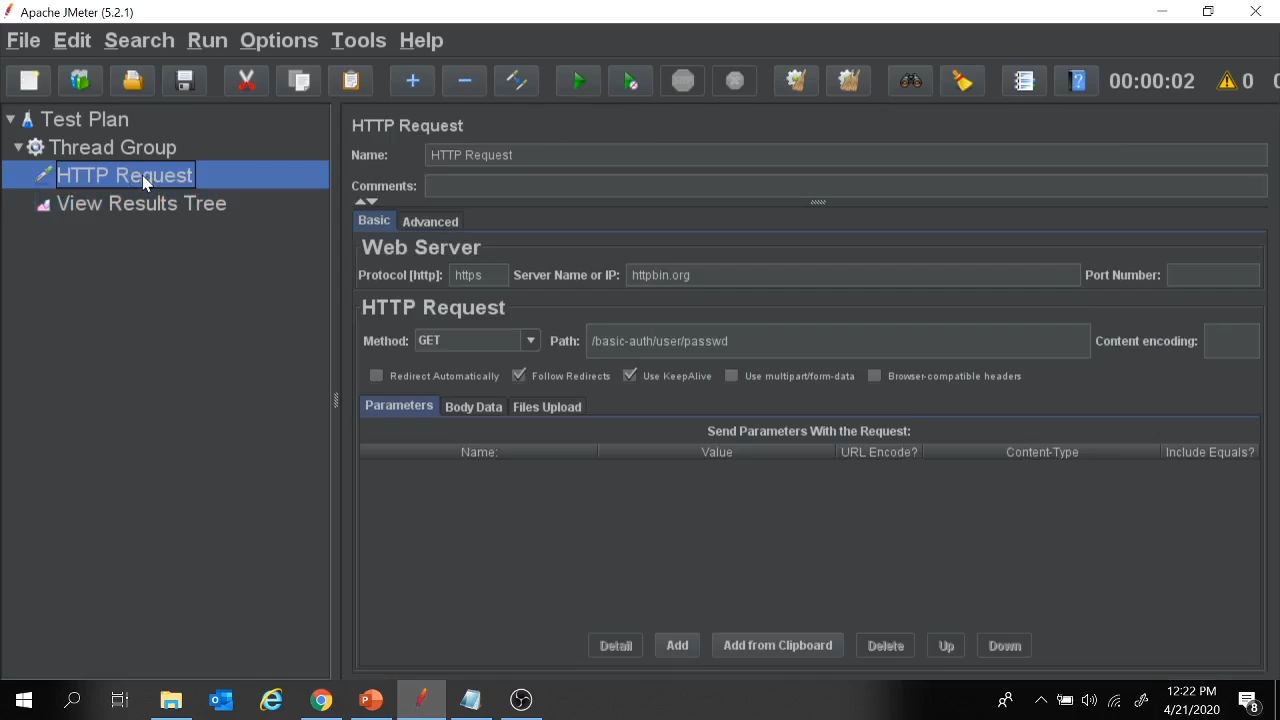 Apache JMeter (5.2.1)
File Edit Search Run Options Tools Help
00:00:02 0
Test Plan
Thread Group
HTTP Request
View Results Tree
HTTP Request
Name: HTTP Request
Comments:
Basic Advanced
Web Server
Protocol [http]: https Server Name or IP: httpbin.org Port Number:
HTTP Request
Method: GET Path: /basic-auth/user/passwd Content encoding:
Redirect Automatically Follow Redirects Use KeepAlive Use multipart/form-data Browser-compatible headers
Parameters Body Data Files Upload
Send Parameters With the Request:
Name: Value URL Encode? Content-Type Include Equals?
Detail Add Add from Clipboard Delete Up Down
12:22 PM
4/21/2020
8